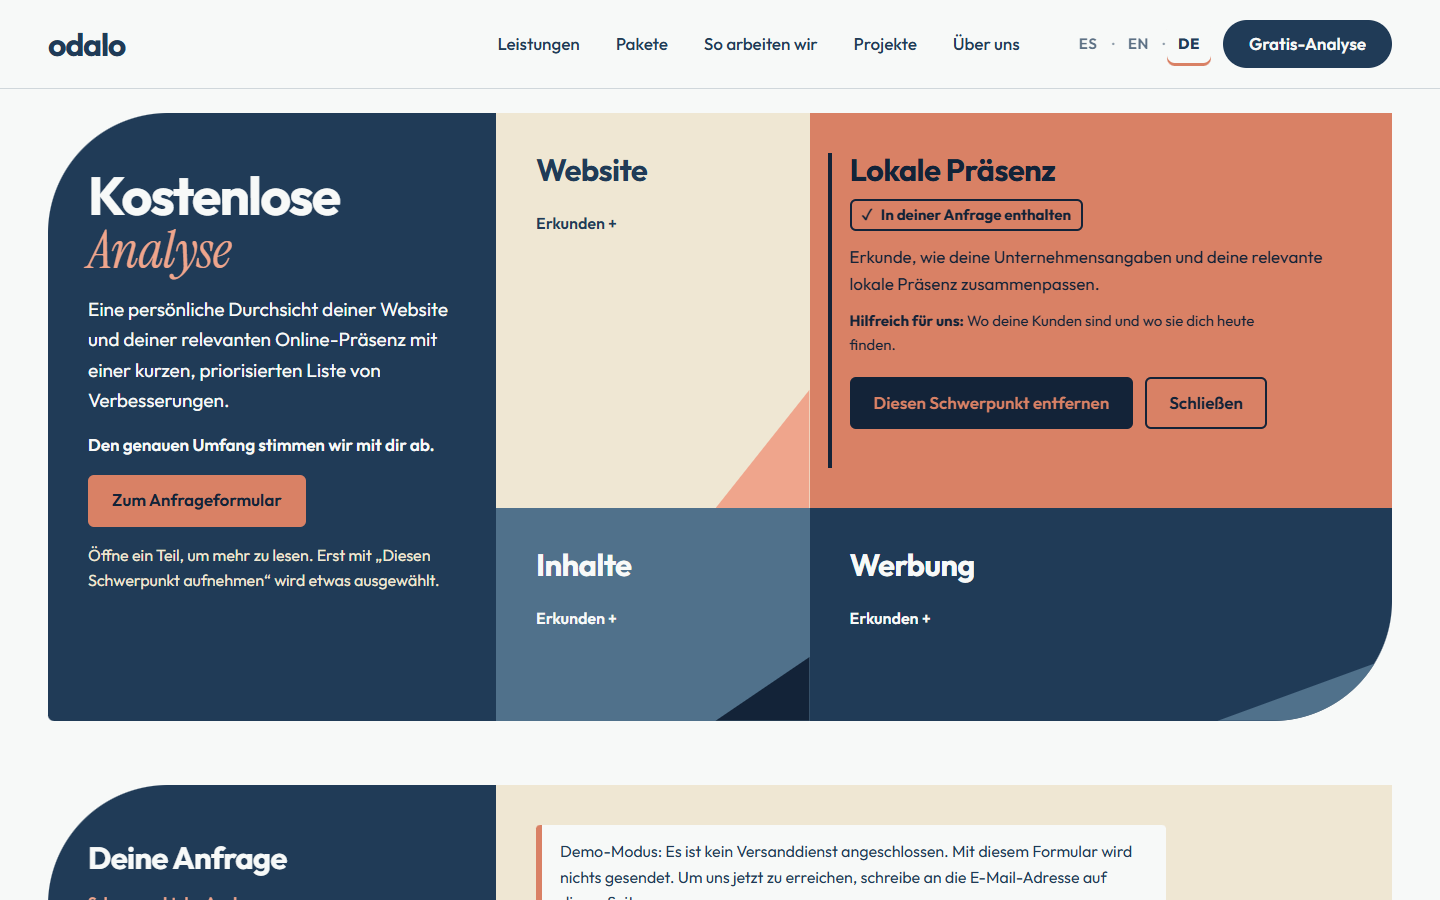 odalo
Leistungen
Pakete
So arbeiten wir
Projekte
Über uns
ES · EN · DE
Gratis-Analyse
Kostenlose
Analyse
Eine persönliche Durchsicht deiner Website
und deiner relevanten Online-Präsenz mit
einer kurzen, priorisierten Liste von
Verbesserungen.
Den genauen Umfang stimmen wir mit dir ab.
Zum Anfrageformular
Öffne ein Teil, um mehr zu lesen. Erst mit „Diesen
Schwerpunkt aufnehmen“ wird etwas ausgewählt.
Website
Erkunden +
Lokale Präsenz
✓ In deiner Anfrage enthalten
Erkunde, wie deine Unternehmensangaben und deine relevante
lokale Präsenz zusammenpassen.
Hilfreich für uns: Wo deine Kunden sind und wo sie dich heute
finden.
Diesen Schwerpunkt entfernen
Schließen
Inhalte
Erkunden +
Werbung
Erkunden +
Deine Anfrage
Demo-Modus: Es ist kein Versanddienst angeschlossen. Mit diesem Formular wird
nichts gesendet. Um uns jetzt zu erreichen, schreibe an die E-Mail-Adresse auf